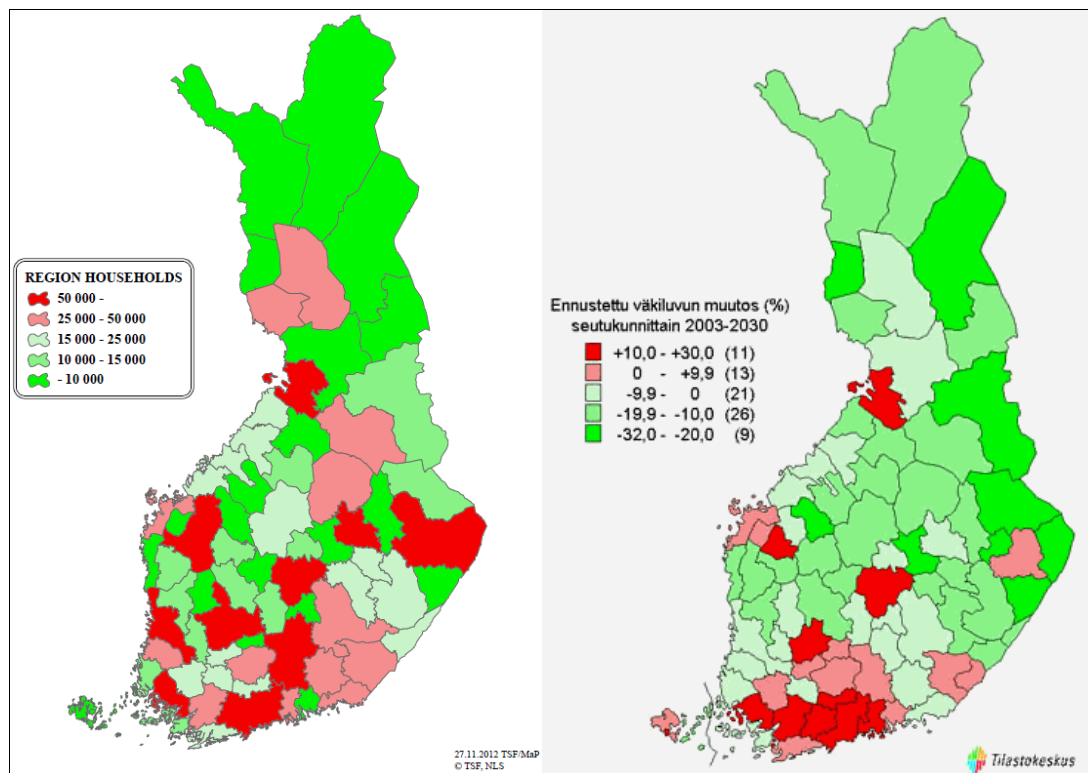 REGION HOUSEHOLDS
50 000 -
25 000 - 50 000
15 000 - 25 000
10 000 - 15 000
- 10 000
27.11.2012 TSF/MaP
© TSF, NLS
Ennustettu väkiluvun muutos (%)
seutukunnittain 2003-2030
+10,0 - +30,0 (11)
0 - +9,9 (13)
-9,9 - 0 (21)
-19,9 - -10,0 (26)
-32,0 - -20,0 (9)
Tilastokeskus